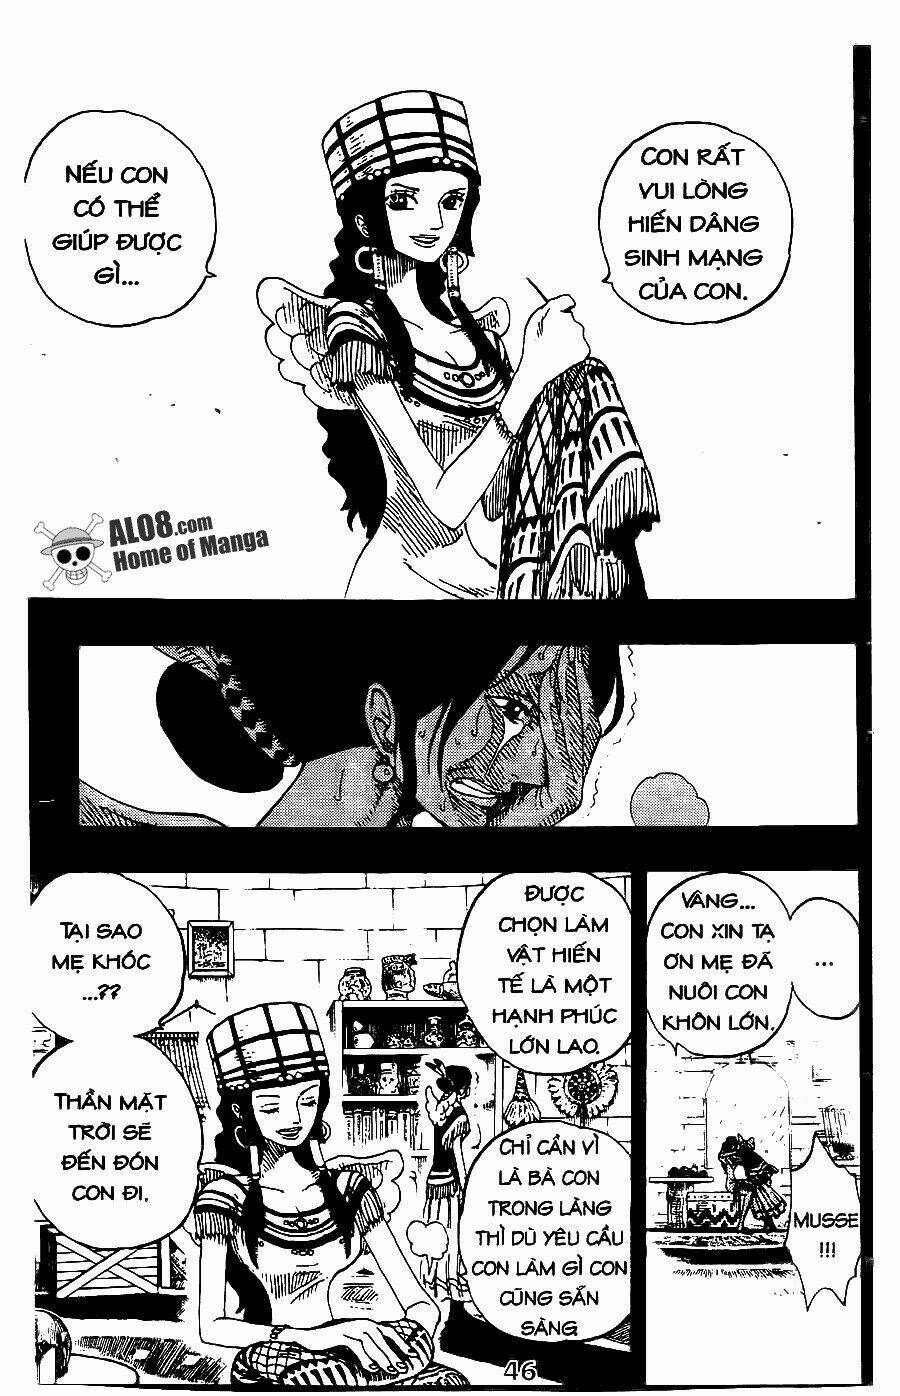 CON RẤT
VUI LÒNG
HIẾN DÂNG
SINH MẠNG
CỦA CON.
NẾU CON
CÓ THỂ
GIÚP ĐƯỢC
GÌ...
AL08.com
Home of Manga
...
VÂNG...
CON XIN TẠ
ƠN MẸ ĐÃ
NUÔI CON
KHÔN LỚN.
MUSSE
!!!
ĐƯỢC
CHỌN LÀM
VẬT HIẾN
TẾ LÀ MỘT
HẠNH PHÚC
LỚN LAO.
CHỈ CẦN VÌ
LÀ BÀ CON
TRONG LÀNG
THÌ DÙ YÊU CẦU
CON LÀM GÌ CON
CŨNG SẴN
SÀNG
TẠI SAO
MẸ KHÓC
...??
THẦN MẶT
TRỜI SẼ
ĐẾN ĐÓN
CON ĐI.
46